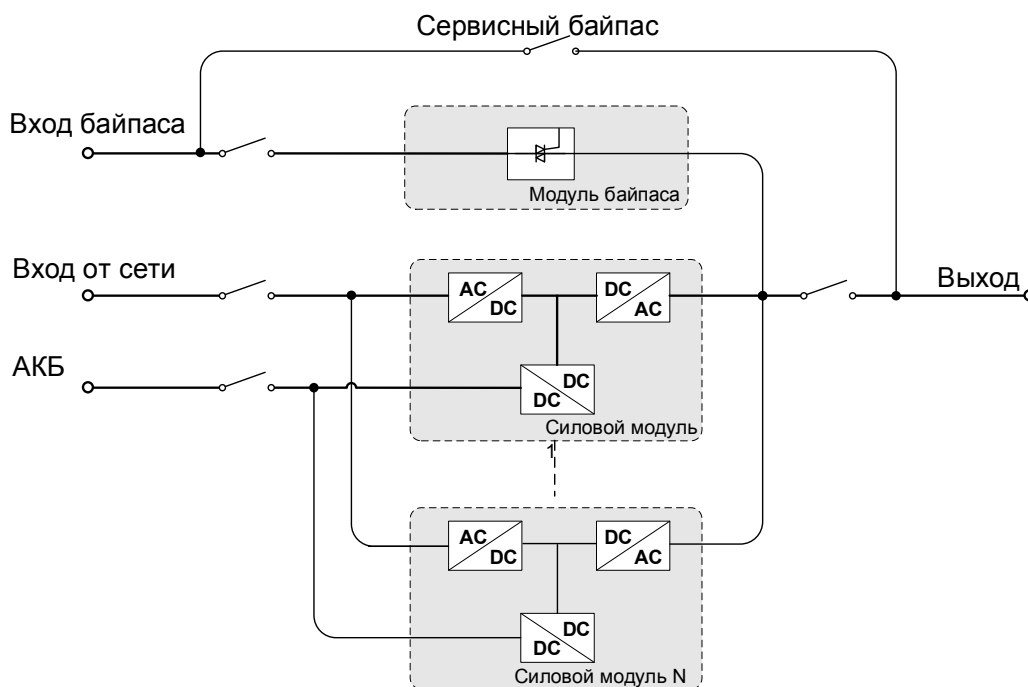 Сервисный байпас
Вход байпаса
Модуль байпаса
Вход от сети
AC
DC
DC
AC
Выход
АКБ
DC
DC
Силовой модуль
1
AC
DC
DC
AC
DC
DC
Силовой модуль N